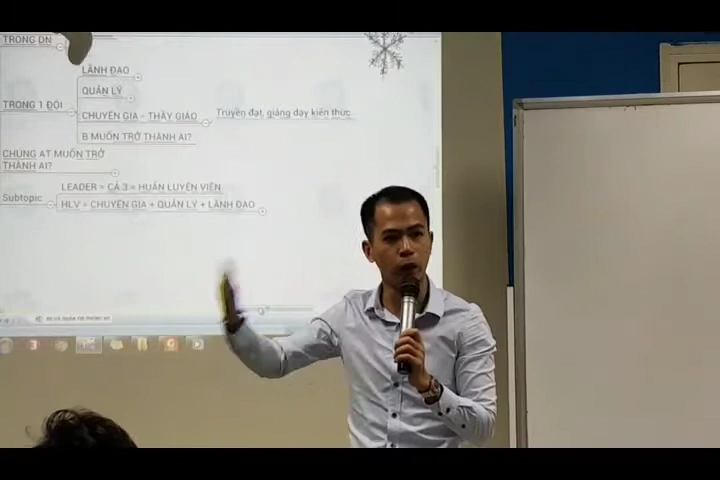 TRONG DN
LÃNH ĐẠO
QUẢN LÝ
TRONG 1 ĐỘI
CHUYÊN GIA = THẦY GIÁO
Truyền đạt, giảng dạy kiến thức
B MUỐN TRỞ THÀNH AI?
CHÚNG AT MUỐN TRỞ
THÀNH AI?
LEADER = CẢ 3 = HUẤN LUYỆN VIÊN
Subtopic
HLV = CHUYÊN GIA + QUẢN LÝ + LÃNH ĐẠO